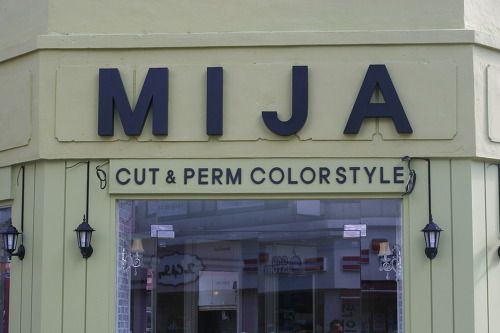 MIJA
CUT & PERM COLORSTYLE